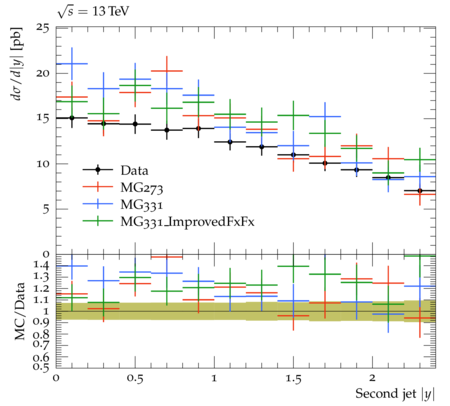 √s = 13 TeV
dσ/d|y| [pb]
25
20
15
10
5
0
Data
MG273
MG331
MG331_ImprovedFxFx
MC/Data
1.4
1.3
1.2
1.1
1
0.9
0.8
0.7
0.6
0.5
0 0.5 1 1.5 2
Second jet |y|